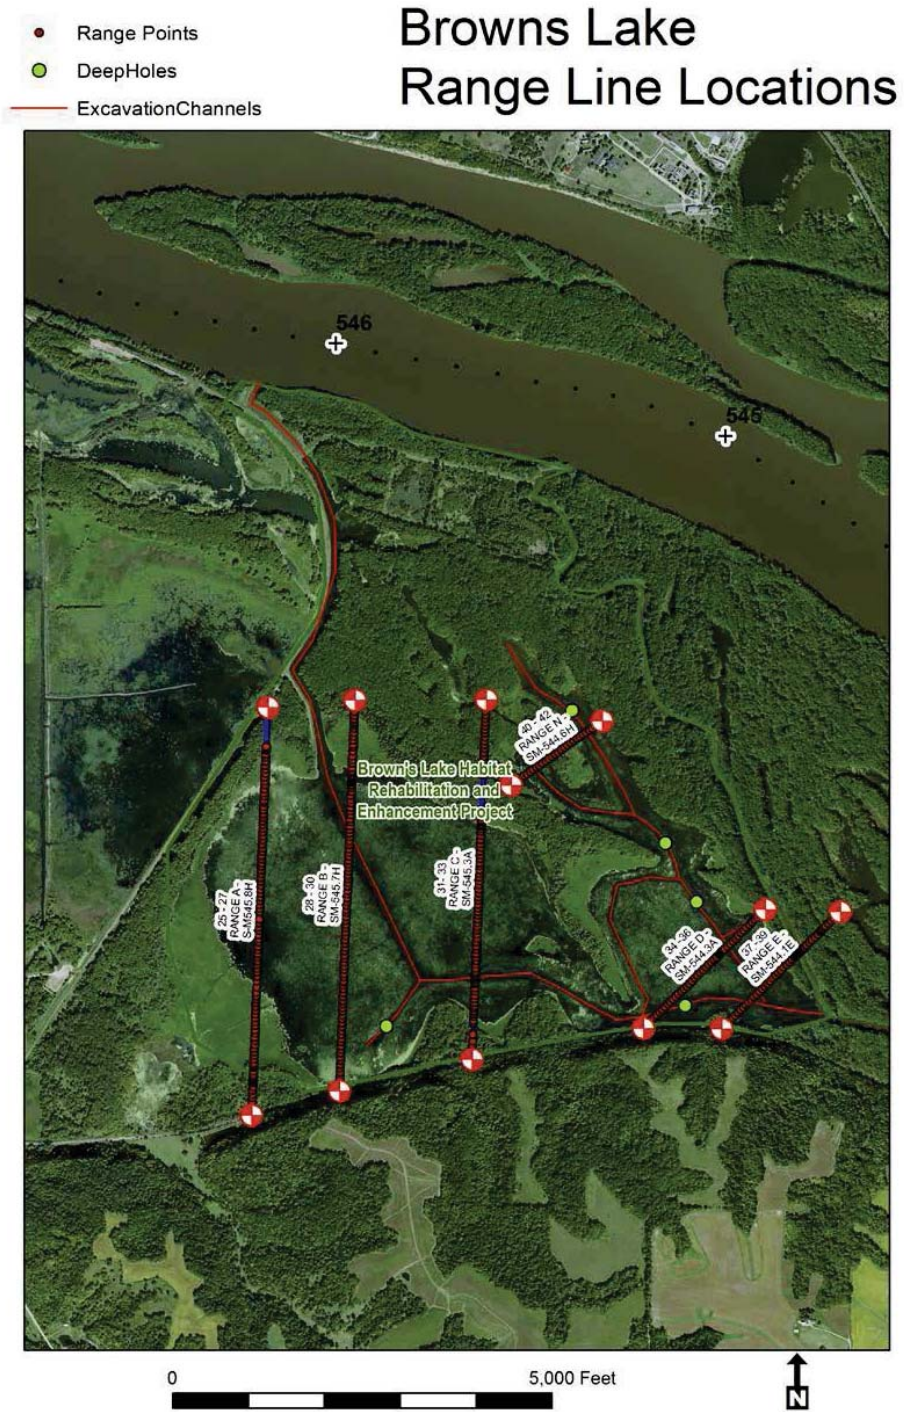 Range Points
DeepHoles
ExcavationChannels
Browns Lake
Range Line Locations
546
545
40 - 42
RANGE N -
SM-544.6H
Brown's Lake Habitat
Rehabilitation and
Enhancement Project
25 - 27
RANGE A -
S-M545.8H
28 - 30
RANGE B -
SM-545.7H
31- 33
RANGE C -
SM-545.3A
34 -36
RANGE D -
SM-544.3A
37 -39
RANGE E -
SM-544.1E
0
5,000 Feet
N